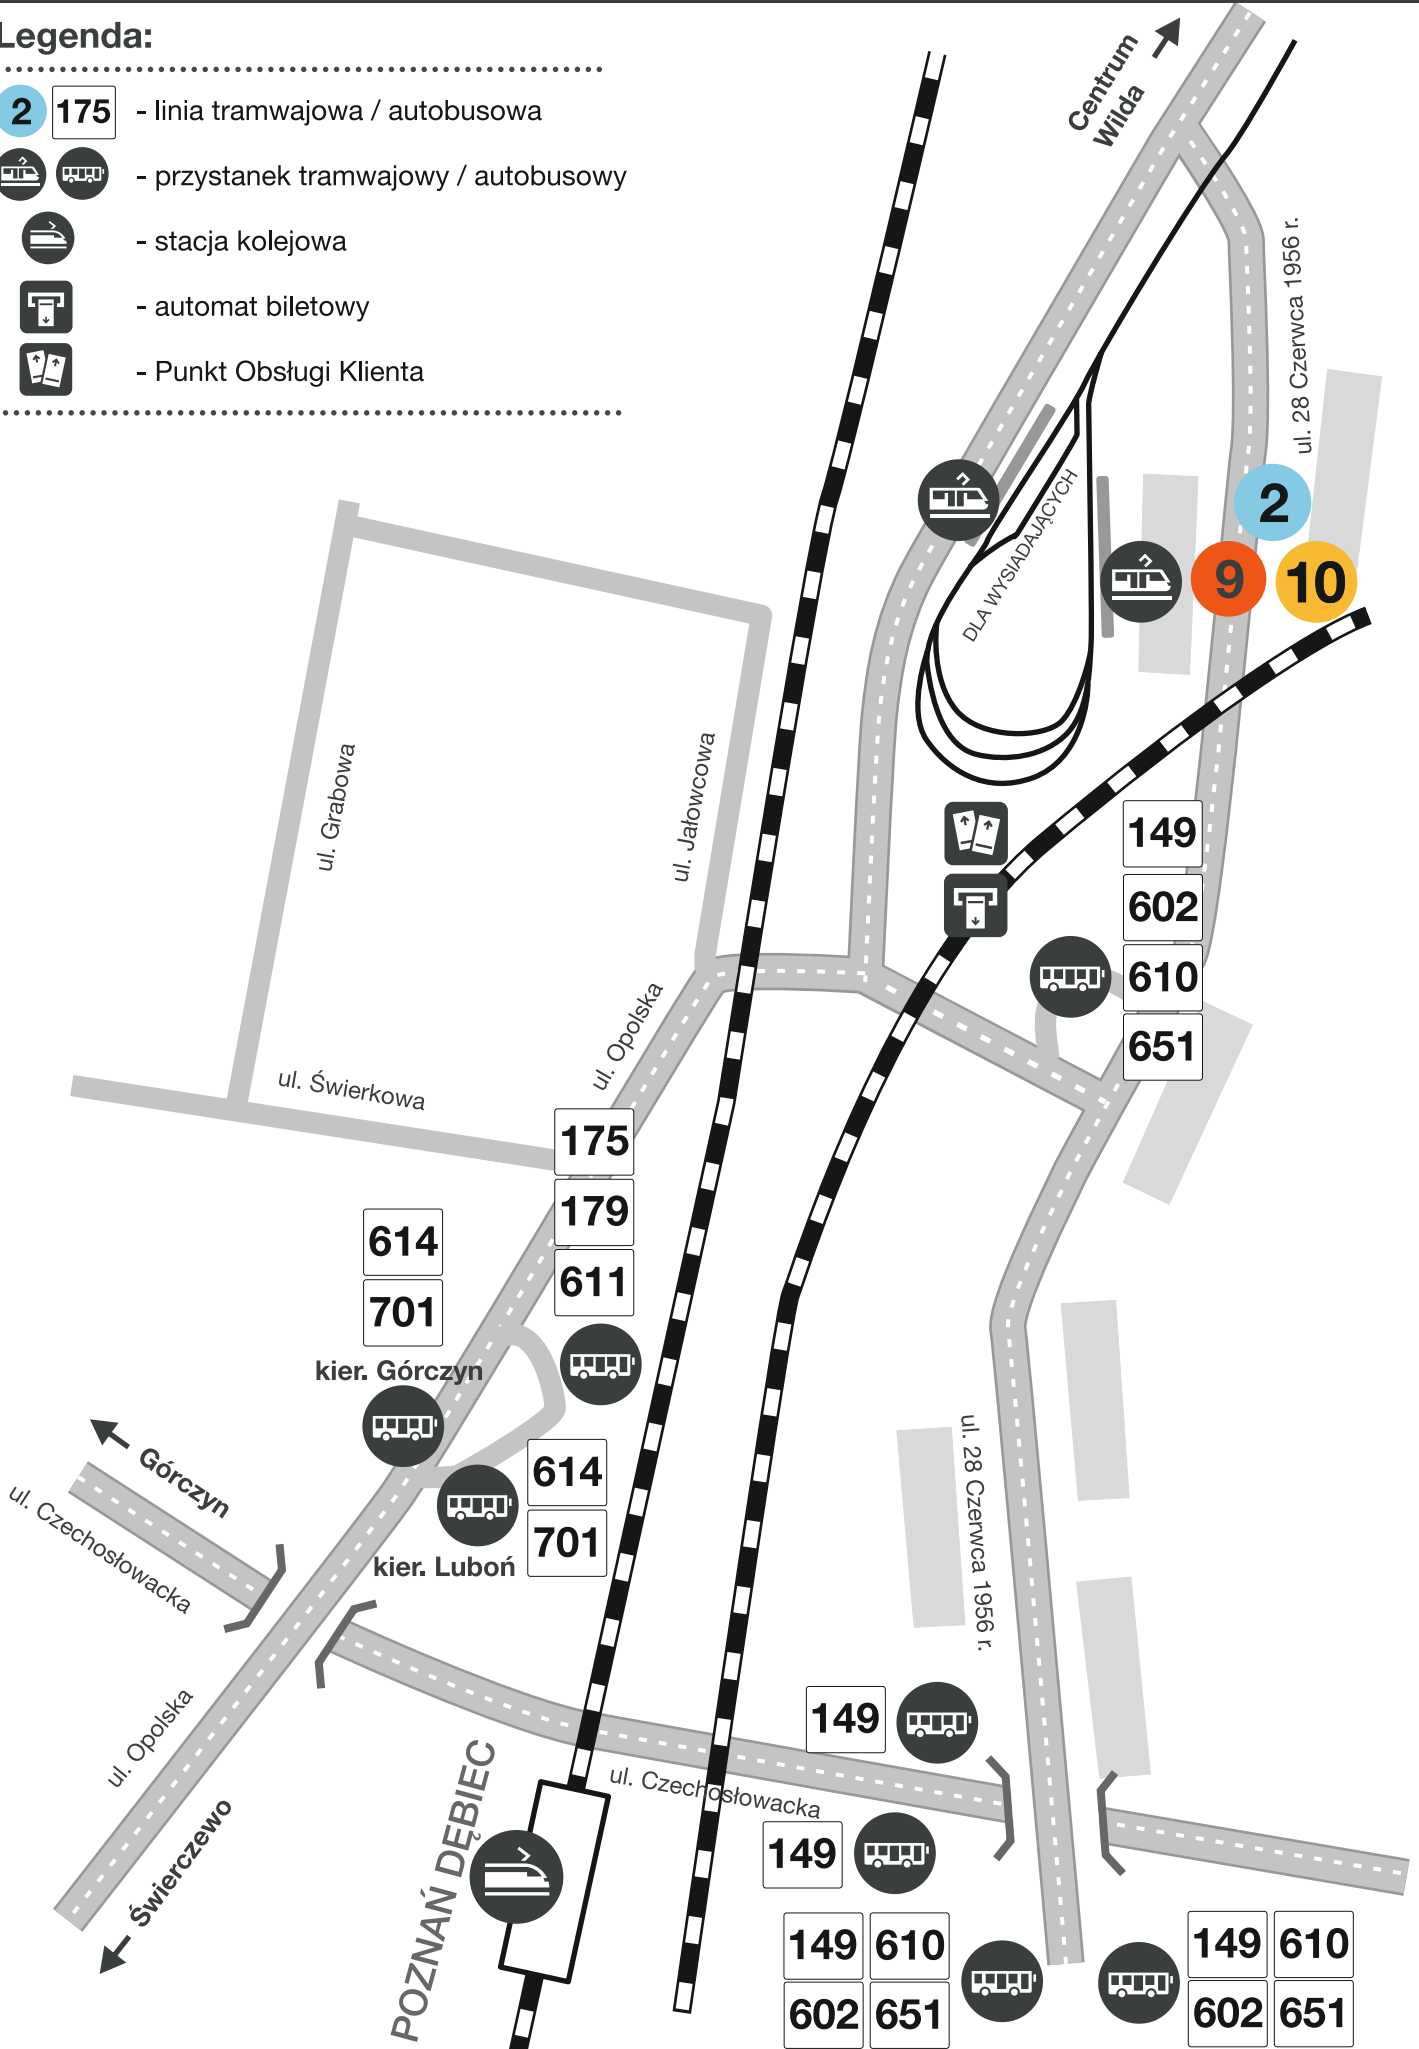 Legenda:
2 175 - linia tramwajowa / autobusowa
- przystanek tramwajowy / autobusowy
- stacja kolejowa
- automat biletowy
- Punkt Obsługi Klienta
Centrum
Wilda
ul. 28 Czerwca 1956 r.
DLA WYSIADAJĄCYCH
2
9 10
ul. Grabowa
ul. Jałowcowa
149
602
610
651
ul. Opolska
ul. Świerkowa
175
179
611
614
701
kier. Górczyn
Górczyn
ul. Czechosłowacka
614
701
kier. Luboń
ul. 28 Czerwca 1956 r.
ul. Opolska
Świerczewo
POZNAŃ DĘBIEC
149
ul. Czechosłowacka
149
149 610
602 651
149 610
602 651